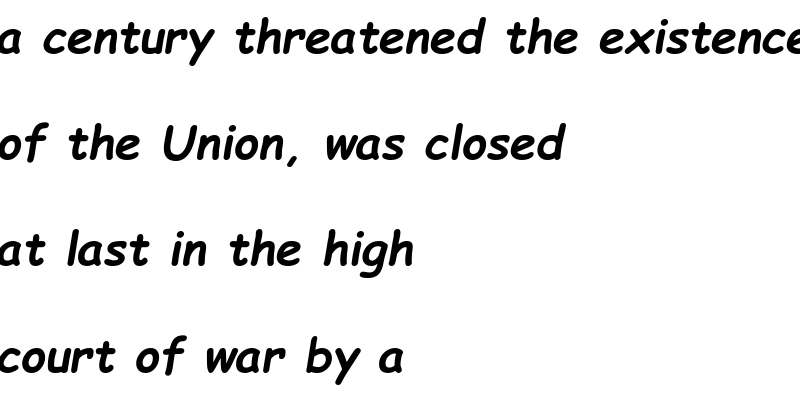 a century threatened the existence
of the Union, was closed
at last in the high
court of war by a